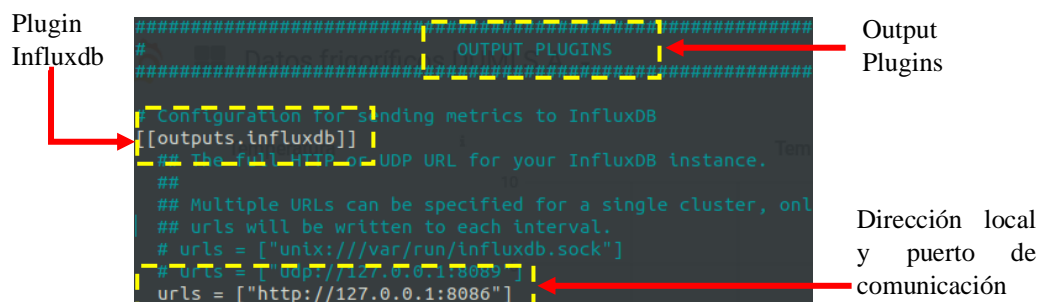 Plugin
Influxdb
Output
Plugins
###############################################################
# OUTPUT PLUGINS
###############################################################
# Configuration for sending metrics to InfluxDB
[[outputs.influxdb]]
## The full HTTP or UDP URL for your InfluxDB instance.
##
## Multiple URLs can be specified for a single cluster, onl
## urls will be written to each interval.
# urls = ["unix:///var/run/influxdb.sock"]
# urls = ["udp://127.0.0.1:8089"]
urls = ["http://127.0.0.1:8086"]
Dirección local
y puerto de
comunicación